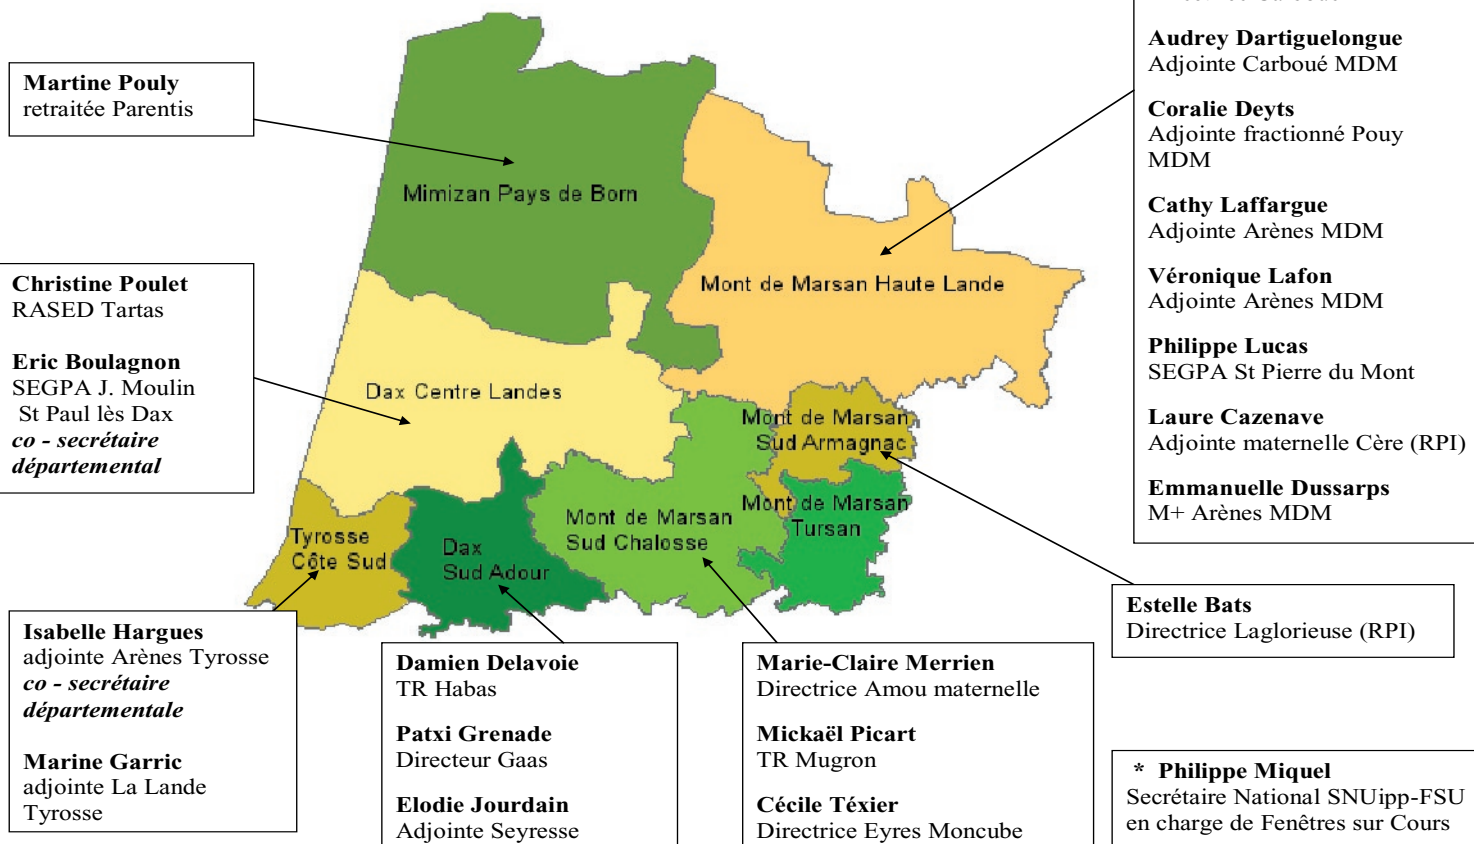 Martine Pouly
retraitée Parentis
Christine Poulet
RASED Tartas
Eric Boulagnon
SEGPA J. Moulin
St Paul lès Dax
co - secrétaire
départemental
Isabelle Hargues
adjointe Arènes Tyrosse
co - secrétaire
départementale
Marine Garric
adjointe La Lande
Tyrosse
Mimizan Pays de Born
Mont de Marsan Haute Lande
Dax Centre Landes
Mont de Marsan
Sud Armagnac
Mont de Marsan
Tursan
Mont de Marsan
Sud Chalosse
Dax
Sud Adour
Tyrosse
Côte Sud
Damien Delavoie
TR Habas
Patxi Grenade
Directeur Gaas
Elodie Jourdain
Adjointe Seyresse
Marie-Claire Merrien
Directrice Amou maternelle
Mickaël Picart
TR Mugron
Cécile Téxier
Directrice Eyres Moncube
Audrey Dartiguelongue
Adjointe Carboué MDM
Coralie Deyts
Adjointe fractionné Pouy
MDM
Cathy Laffargue
Adjointe Arènes MDM
Véronique Lafon
Adjointe Arènes MDM
Philippe Lucas
SEGPA St Pierre du Mont
Laure Cazenave
Adjointe maternelle Cère (RPI)
Emmanuelle Dussarps
M+ Arènes MDM
Estelle Bats
Directrice Laglorieuse (RPI)
* Philippe Miquel
Secrétaire National SNUipp-FSU
en charge de Fenêtres sur Cours